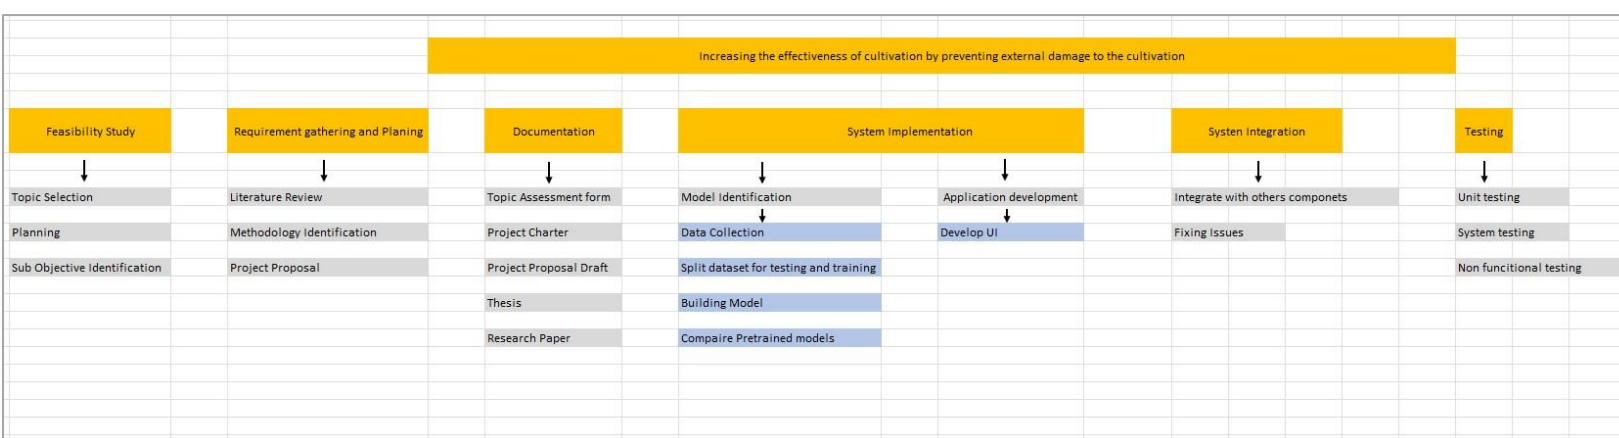 Increasing the effectiveness of cultivation by preventing external damage to the cultivation
Feasibility Study
Requirement gathering and Planing
Documentation
System Implementation
Systen Integration
Testing
Topic Selection
Literature Review
Topic Assessment form
Model Identification
Application development
Integrate with others componets
Unit testing
Planning
Methodology Identification
Project Charter
Data Collection
Develop UI
Fixing Issues
System testing
Sub Objective Identification
Project Proposal
Project Proposal Draft
Split dataset for testing and training
Non funcitional testing
Thesis
Building Model
Research Paper
Compaire Pretrained models